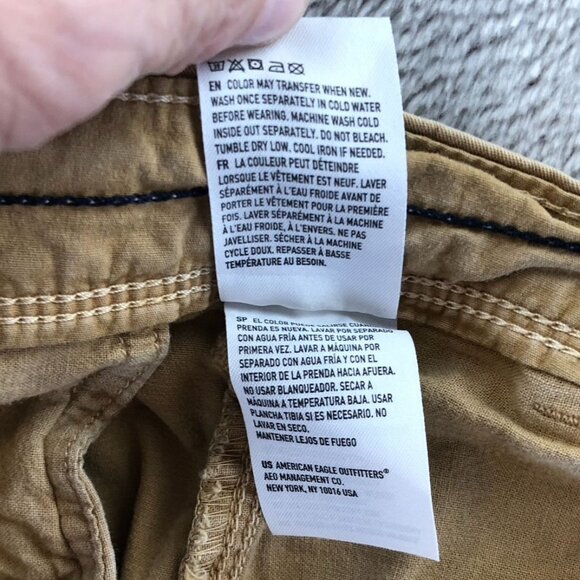 EN COLOR MAY TRANSFER WHEN NEW.
WASH ONCE SEPARATELY IN COLD WATER
BEFORE WEARING. MACHINE WASH COLD
INSIDE OUT SEPARATELY. DO NOT BLEACH.
TUMBLE DRY LOW. COOL IRON IF NEEDED.
FR LA COULEUR PEUT DÉTEINDRE
LORSQUE LE VÊTEMENT EST NEUF. LAVER
SÉPARÉMENT À L'EAU FROIDE AVANT DE
PORTER LE VÊTEMENT POUR LA PREMIÈRE
FOIS. LAVER SÉPARÉMENT À LA MACHINE
À L'EAU FROIDE, À L'ENVERS. NE PAS
JAVELLISER. SÉCHER À LA MACHINE
CYCLE DOUX. REPASSER À BASSE
TEMPÉRATURE AU BESOIN.
SP EL COLOR PUEDE SALIRSE CUANDO
PRENDA ES NUEVA. LAVAR POR SEPARADO
CON AGUA FRÍA ANTES DE USAR POR
PRIMERA VEZ. LAVAR A MÁQUINA POR
SEPARADO CON AGUA FRÍA Y CON EL
INTERIOR DE LA PRENDA HACIA AFUERA.
NO USAR BLANQUEADOR. SECAR A
MÁQUINA A TEMPERATURA BAJA. USAR
PLANCHA TIBIA SI ES NECESARIO. NO
LAVAR EN SECO.
MANTENER LEJOS DE FUEGO
US AMERICAN EAGLE OUTFITTERS®
AEO MANAGEMENT CO.
NEW YORK, NY 10016 USA